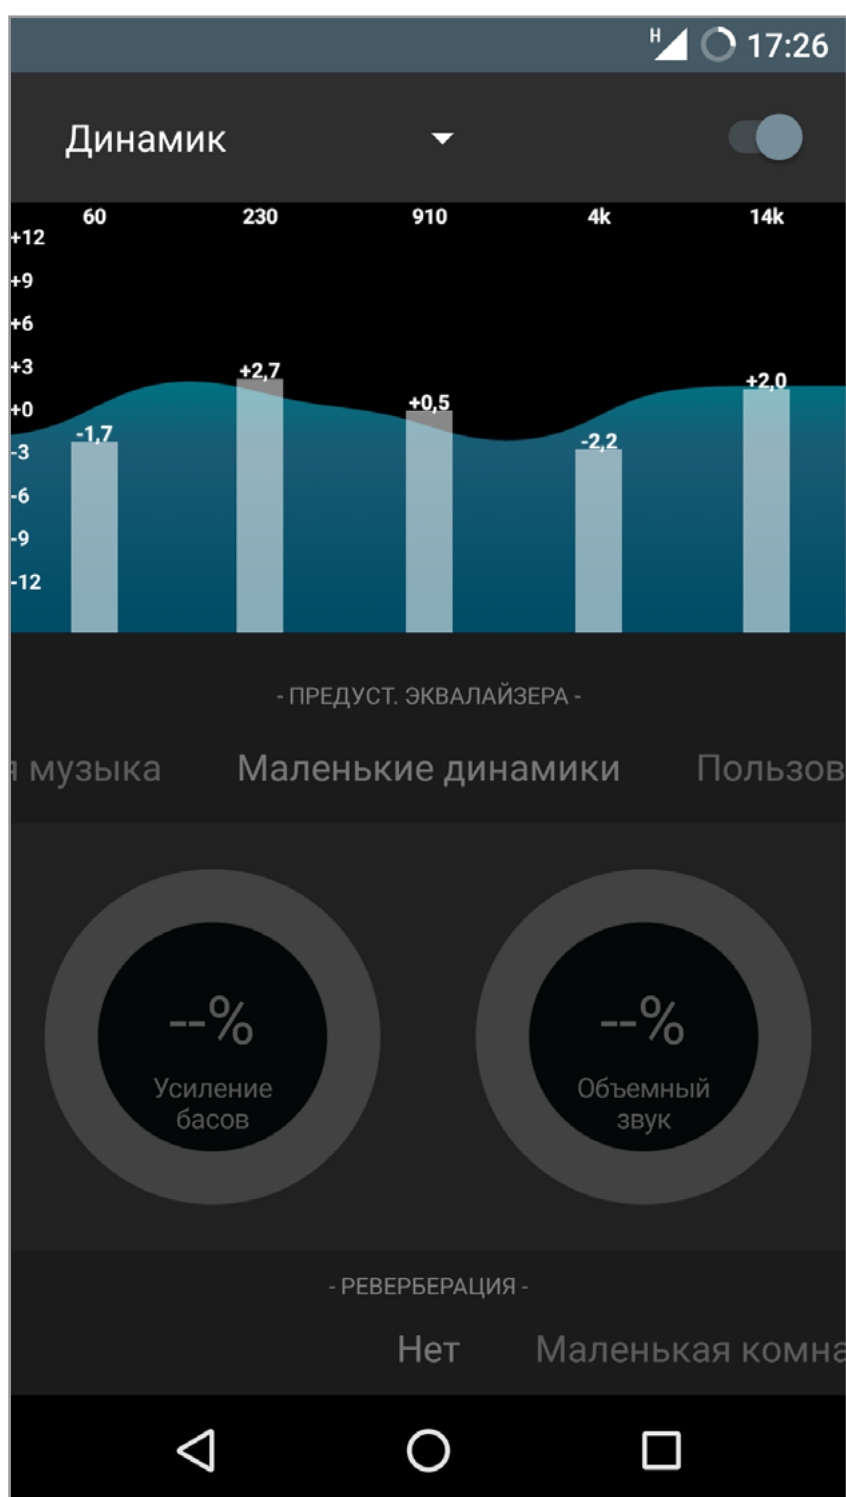 H 17:26
Динамик
60 230 910 4k 14k
+12
+9
+6
+3
+0
-3
-6
-9
-12
-1,7 +2,7 +0,5 -2,2 +2,0
- ПРЕДУСТ. ЭКВАЛАЙЗЕРА -
музыка Маленькие динамики Пользов
--% --%
Усиление Объемный
басов звук
- РЕВЕРБЕРАЦИЯ -
Нет Маленькая комна